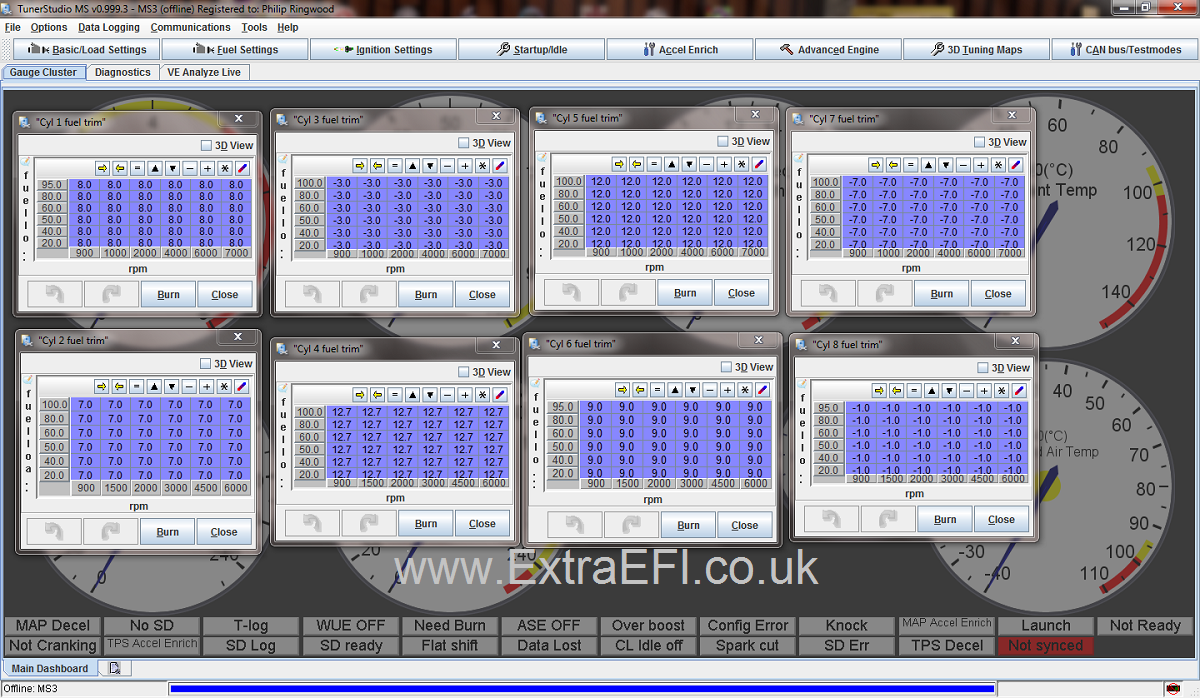 TunerStudio MS v0.999.3 - MS3 (offline) Registered to: Philip Ringwood
File Options Data Logging Communications Tools Help
Basic/Load Settings Fuel Settings Ignition Settings Startup/Idle Accel Enrich Advanced Engine 3D Tuning Maps CAN bus/Testmodes
Gauge Cluster Diagnostics VE Analyze Live
"Cyl 1 fuel trim"
3D View
fuello.
95.0 8.0 8.0 8.0 8.0 8.0 8.0
80.0 8.0 8.0 8.0 8.0 8.0 8.0
60.0 8.0 8.0 8.0 8.0 8.0 8.0
50.0 8.0 8.0 8.0 8.0 8.0 8.0
40.0 8.0 8.0 8.0 8.0 8.0 8.0
20.0 8.0 8.0 8.0 8.0 8.0 8.0
900 1000 2000 4000 6000 7000
rpm
Burn Close
"Cyl 3 fuel trim"
3D View
fuello.
100.0 -3.0 -3.0 -3.0 -3.0 -3.0 -3.0
80.0 -3.0 -3.0 -3.0 -3.0 -3.0 -3.0
60.0 -3.0 -3.0 -3.0 -3.0 -3.0 -3.0
50.0 -3.0 -3.0 -3.0 -3.0 -3.0 -3.0
40.0 -3.0 -3.0 -3.0 -3.0 -3.0 -3.0
20.0 -3.0 -3.0 -3.0 -3.0 -3.0 -3.0
900 1000 2000 4000 6000 7000
rpm
Burn Close
"Cyl 5 fuel trim"
3D View
fuello.
100.0 12.0 12.0 12.0 12.0 12.0 12.0
80.0 12.0 12.0 12.0 12.0 12.0 12.0
60.0 12.0 12.0 12.0 12.0 12.0 12.0
50.0 12.0 12.0 12.0 12.0 12.0 12.0
40.0 12.0 12.0 12.0 12.0 12.0 12.0
20.0 12.0 12.0 12.0 12.0 12.0 12.0
900 1000 2000 4000 6000 7000
rpm
Burn Close
"Cyl 7 fuel trim"
3D View
fuello.
100.0 -7.0 -7.0 -7.0 -7.0 -7.0 -7.0
80.0 -7.0 -7.0 -7.0 -7.0 -7.0 -7.0
60.0 -7.0 -7.0 -7.0 -7.0 -7.0 -7.0
50.0 -7.0 -7.0 -7.0 -7.0 -7.0 -7.0
40.0 -7.0 -7.0 -7.0 -7.0 -7.0 -7.0
20.0 -7.0 -7.0 -7.0 -7.0 -7.0 -7.0
900 1000 2000 4000 6000 7000
rpm
Burn Close
60
80
(°C)
nt Temp
100
120
140
"Cyl 2 fuel trim"
3D View
fuelloa.
100.0 7.0 7.0 7.0 7.0 7.0 7.0
80.0 7.0 7.0 7.0 7.0 7.0 7.0
60.0 7.0 7.0 7.0 7.0 7.0 7.0
50.0 7.0 7.0 7.0 7.0 7.0 7.0
40.0 7.0 7.0 7.0 7.0 7.0 7.0
20.0 7.0 7.0 7.0 7.0 7.0 7.0
900 1500 2000 3000 4500 6000
rpm
Burn Close
"Cyl 4 fuel trim"
3D View
fuello.
100.0 12.7 12.7 12.7 12.7 12.7 12.7
80.0 12.7 12.7 12.7 12.7 12.7 12.7
60.0 12.7 12.7 12.7 12.7 12.7 12.7
50.0 12.7 12.7 12.7 12.7 12.7 12.7
40.0 12.7 12.7 12.7 12.7 12.7 12.7
20.0 12.7 12.7 12.7 12.7 12.7 12.7
900 1500 2000 3000 4500 6000
rpm
Burn Close
"Cyl 6 fuel trim"
3D View
fuello.
95.0 9.0 9.0 9.0 9.0 9.0 9.0
80.0 9.0 9.0 9.0 9.0 9.0 9.0
60.0 9.0 9.0 9.0 9.0 9.0 9.0
50.0 9.0 9.0 9.0 9.0 9.0 9.0
40.0 9.0 9.0 9.0 9.0 9.0 9.0
20.0 9.0 9.0 9.0 9.0 9.0 9.0
900 1500 2000 3000 4500 6000
rpm
Burn Close
"Cyl 8 fuel trim"
3D View
fuello.
95.0 -1.0 -1.0 -1.0 -1.0 -1.0 -1.0
80.0 -1.0 -1.0 -1.0 -1.0 -1.0 -1.0
60.0 -1.0 -1.0 -1.0 -1.0 -1.0 -1.0
50.0 -1.0 -1.0 -1.0 -1.0 -1.0 -1.0
40.0 -1.0 -1.0 -1.0 -1.0 -1.0 -1.0
20.0 -1.0 -1.0 -1.0 -1.0 -1.0 -1.0
900 1500 2000 3000 4500 6000
rpm
Burn Close
40
50
60
(°C)
d Air Temp
70
80
90
100
110
-30
-40
240
0
20
240
www.ExtraEFI.co.uk
MAP Decel No SD T-log WUE OFF Need Burn ASE OFF Over boost Config Error Knock MAP Accel Enrich Launch Not Ready
Not Cranking TPS Accel Enrich SD Log SD ready Flat shift Data Lost CL Idle off Spark cut SD Err TPS Decel Not synced
Main Dashboard
Offline: MS3